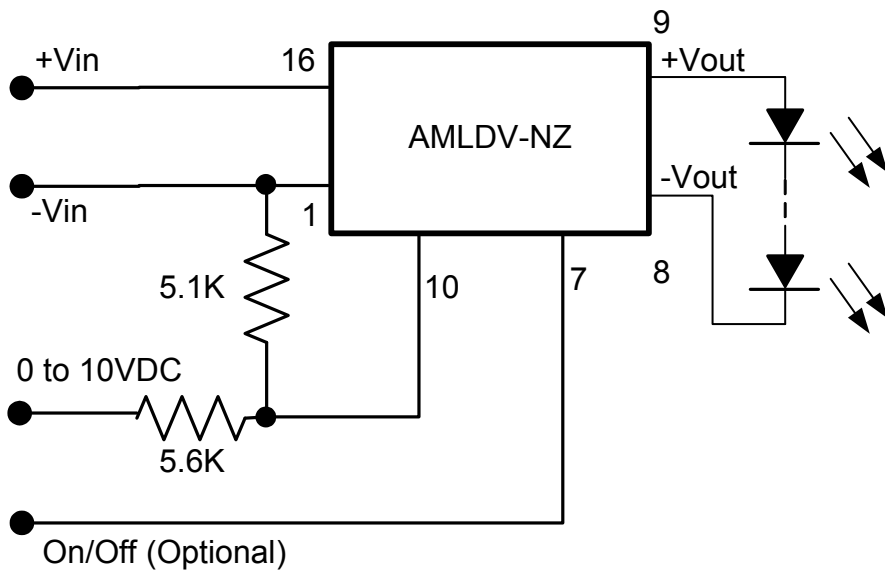 9
+Vin
16
+Vout
AMLDV-NZ
-Vout
-Vin
1
5.1K
10
7
8
0 to 10VDC
5.6K
On/Off (Optional)